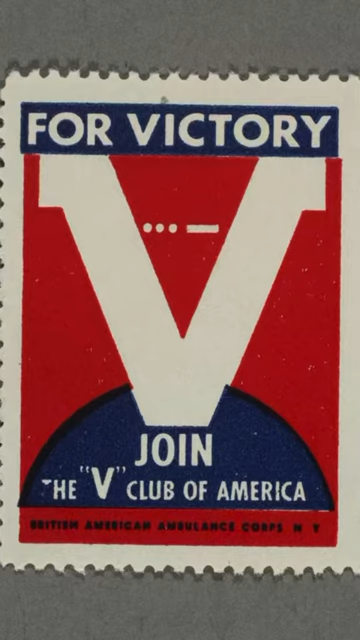 FOR VICTORY
V
JOIN
THE "V" CLUB OF AMERICA
BRITISH AMERICAN AMBULANCE CORPS N Y